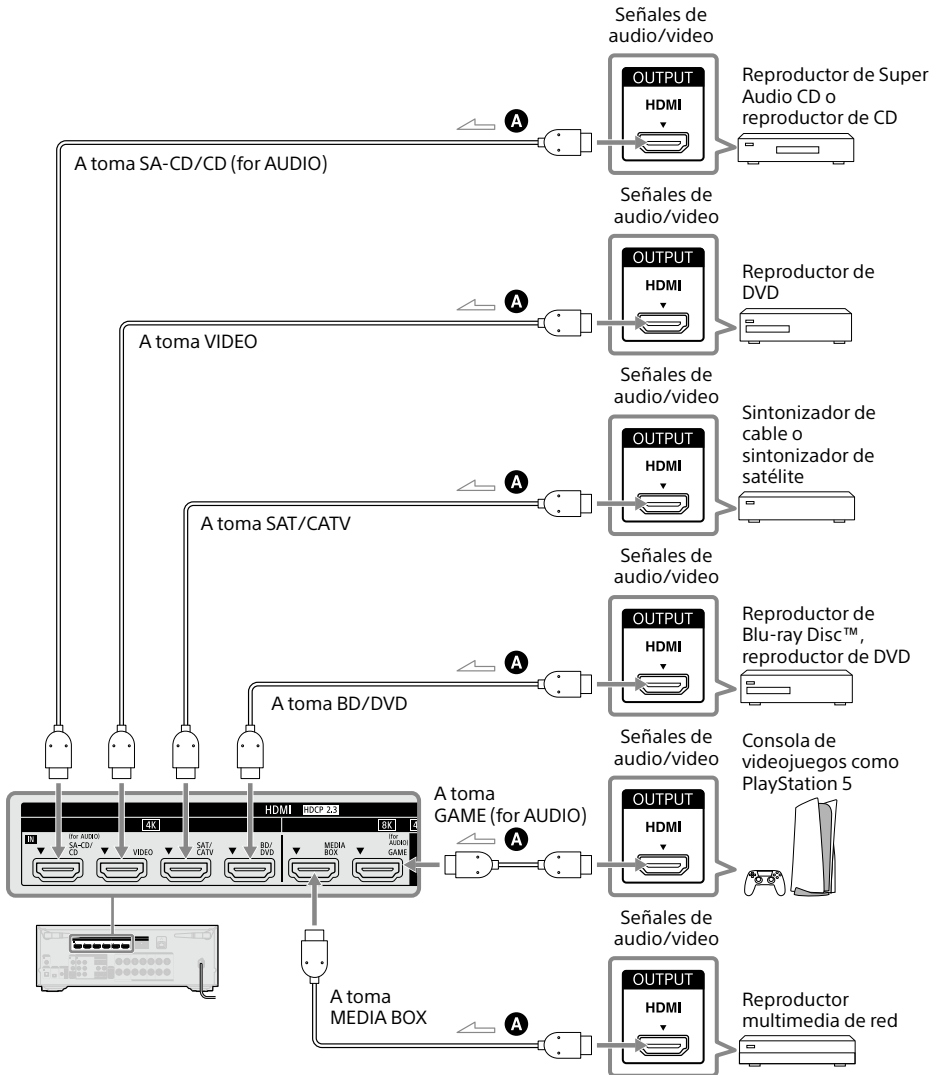 Señales de
audio/video
OUTPUT
HDMI
Reproductor de Super
Audio CD o
reproductor de CD
A
A toma SA-CD/CD (for AUDIO)
Señales de
audio/video
OUTPUT
HDMI
Reproductor de
DVD
A
A toma VIDEO
Señales de
audio/video
OUTPUT
HDMI
Sintonizador de
cable o
sintonizador de
satélite
A
A toma SAT/CATV
Señales de
audio/video
OUTPUT
HDMI
Reproductor de
Blu-ray Disc™,
reproductor de DVD
A
A toma BD/DVD
Señales de
audio/video
OUTPUT
HDMI
Consola de
videojuegos como
PlayStation 5
A toma
GAME (for AUDIO)
A
HDMI HDCP 2.3
4K 8K 4
IN
(for AUDIO)
SA-CD/
CD
VIDEO
SAT/
CATV
BD/
DVD
MEDIA
BOX
(for
AUDIO)
GAME
Señales de
audio/video
OUTPUT
HDMI
Reproductor
multimedia de red
A toma
MEDIA BOX
A